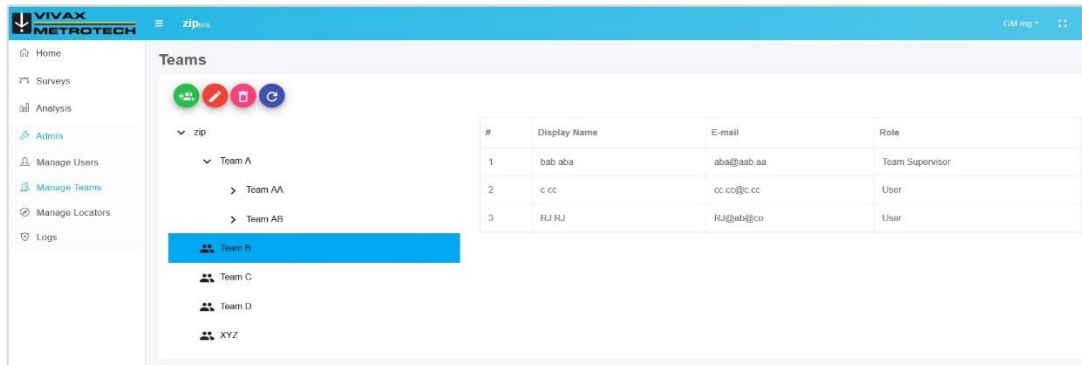 VIVAX
METROTECH
zip
GM mg
Home
Surveys
Analysis
Admin
Manage Users
Manage Teams
Manage Locators
Logs
Teams
zip
Team A
Team AA
Team AB
Team B
Team C
Team D
XYZ
# Display Name E-mail Role
1 bab aba aba@aab.aa Team Supervisor
2 c cc cc.cc@c.cc User
3 RJ RJ RJ@ab@co User